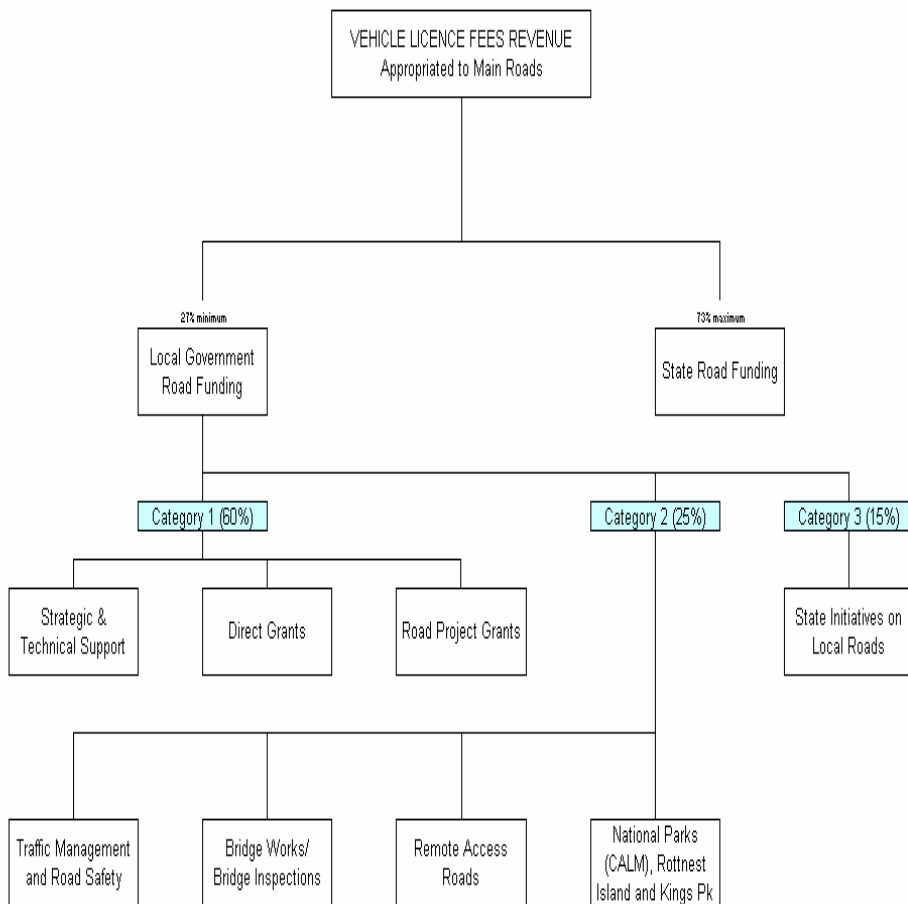 VEHICLE LICENCE FEES REVENUE
Appropriated to Main Roads
27% minimum
73% maximum
Local Government
Road Funding
State Road Funding
Category 1 (60%)
Category 2 (25%)
Category 3 (15%)
Strategic &
Technical Support
Direct Grants
Road Project Grants
State Initiatives on
Local Roads
Traffic Management
and Road Safety
Bridge Works/
Bridge Inspections
Remote Access
Roads
National Parks
(CALM), Rottnest
Island and Kings Pk